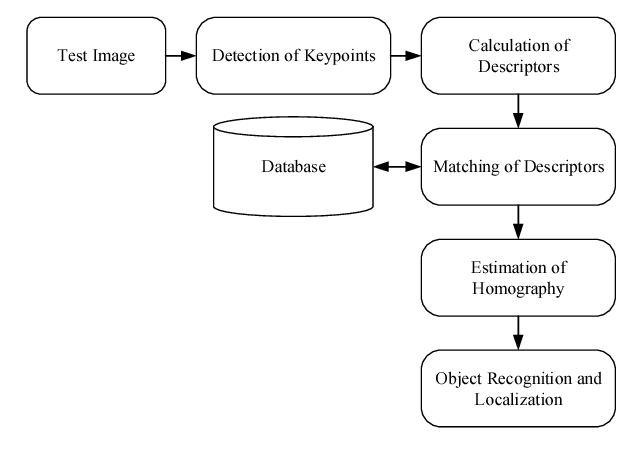 Test Image
Detection of Keypoints
Calculation of
Descriptors
Database
Matching of Descriptors
Estimation of
Homography
Object Recognition and
Localization